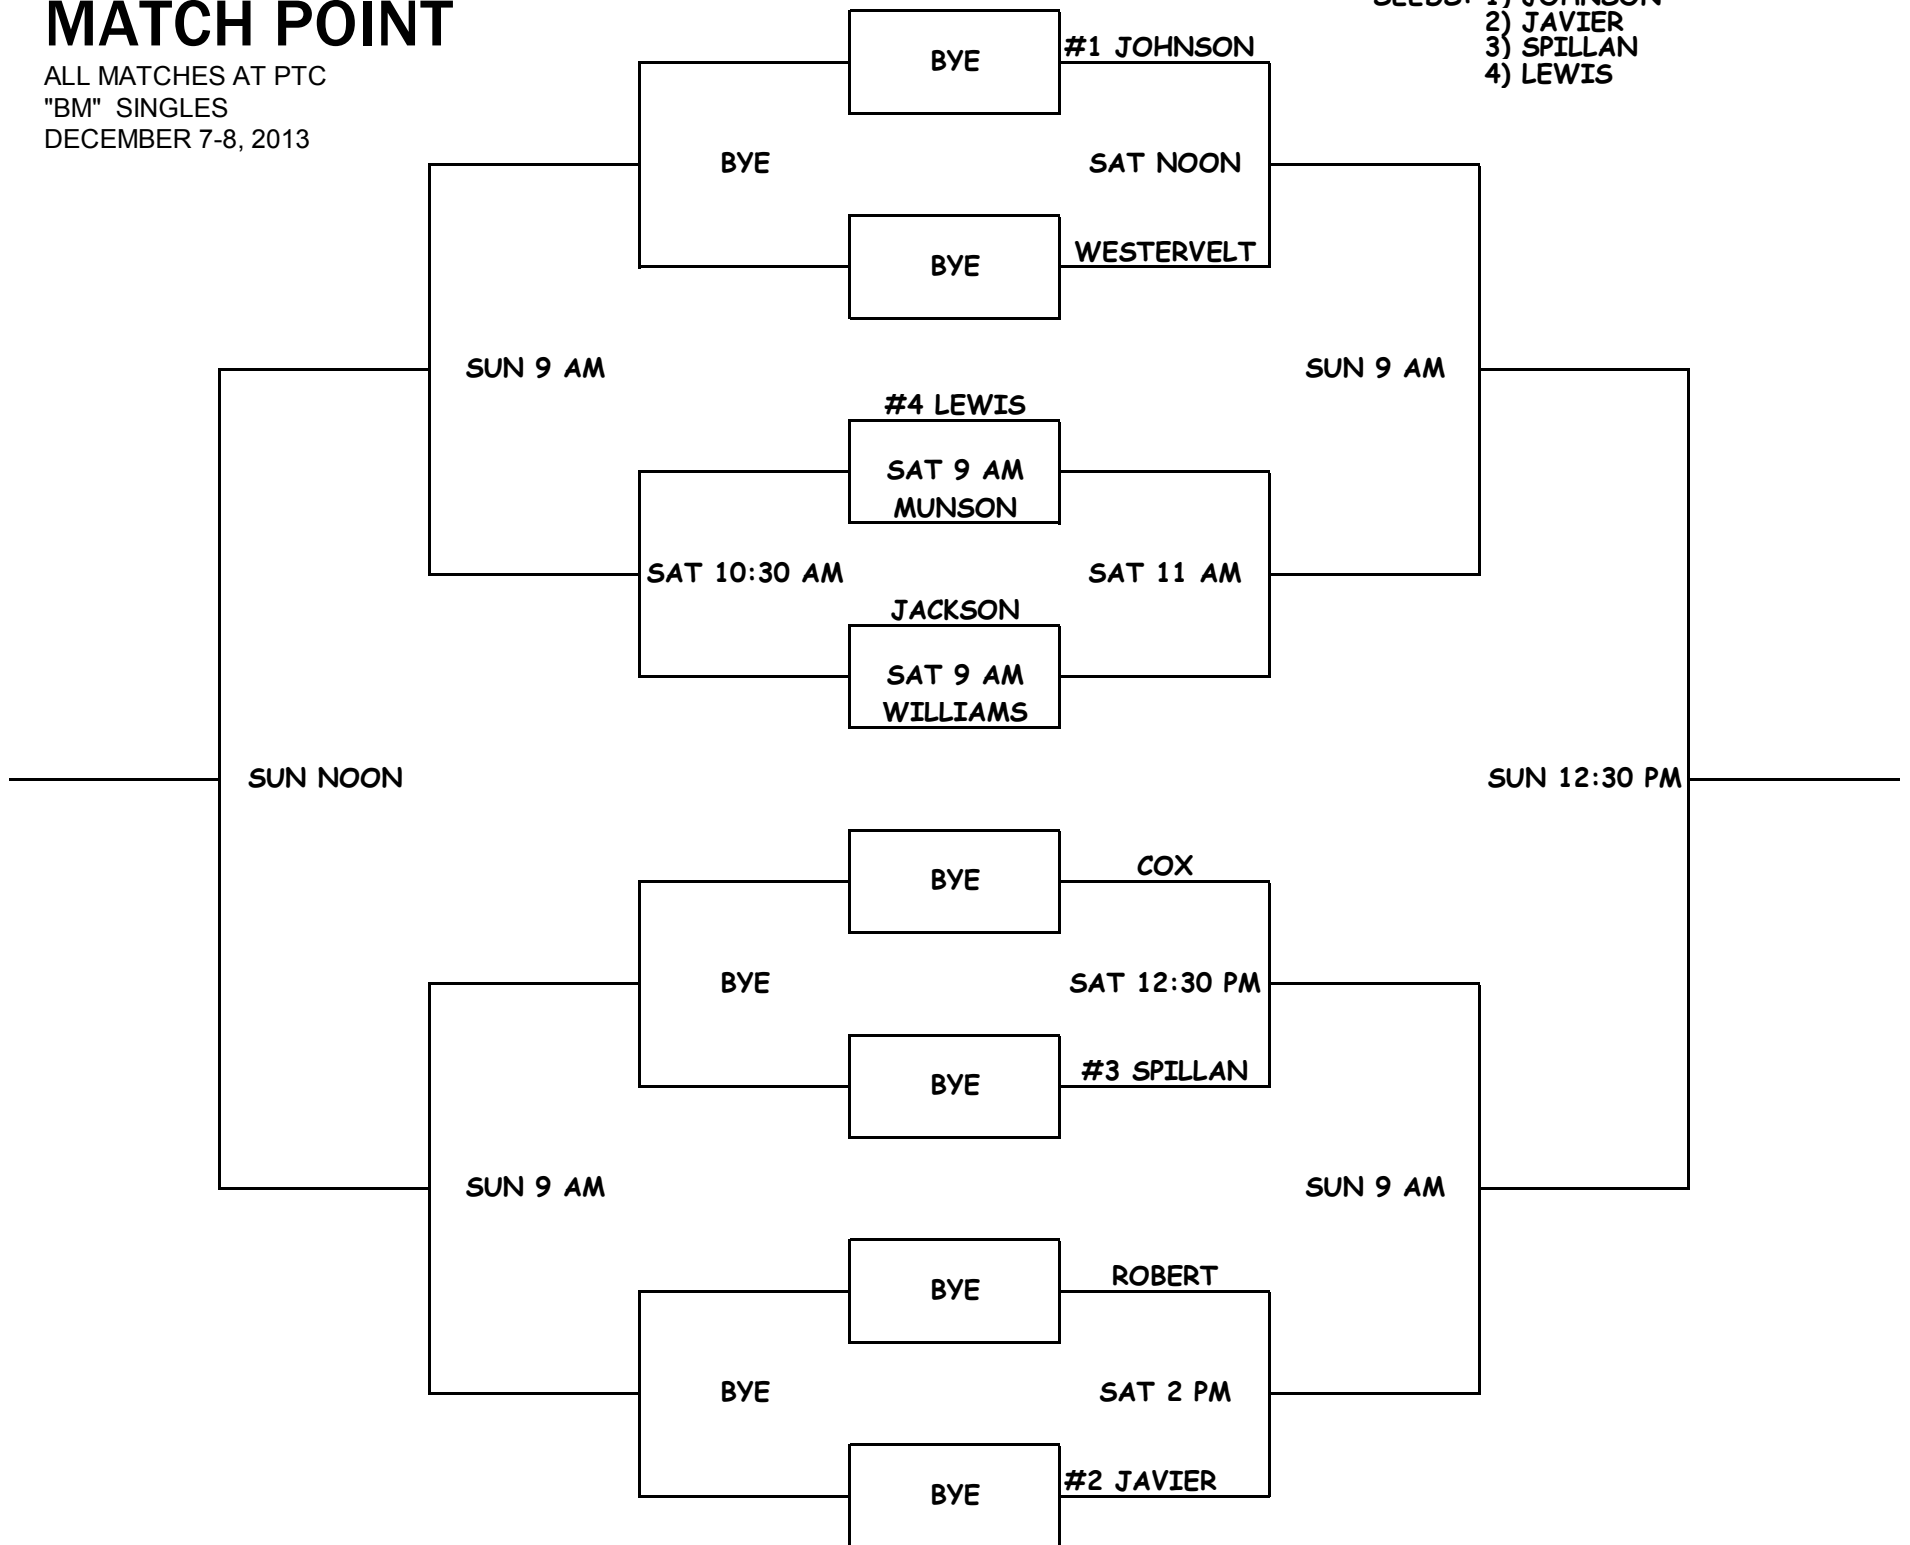 MATCH POINT
ALL MATCHES AT PTC
"BM" SINGLES
DECEMBER 7-8, 2013
SEEDS: 1) JOHNSON
2) JAVIER
3) SPILLAN
4) LEWIS
BYE
#1 JOHNSON
BYE
SAT NOON
BYE
WESTERVELT
SUN 9 AM
SUN 9 AM
#4 LEWIS
SAT 9 AM
MUNSON
SAT 10:30 AM
SAT 11 AM
JACKSON
SAT 9 AM
WILLIAMS
SUN NOON
SUN 12:30 PM
BYE
COX
BYE
SAT 12:30 PM
BYE
#3 SPILLAN
SUN 9 AM
SUN 9 AM
BYE
ROBERT
BYE
SAT 2 PM
BYE
#2 JAVIER